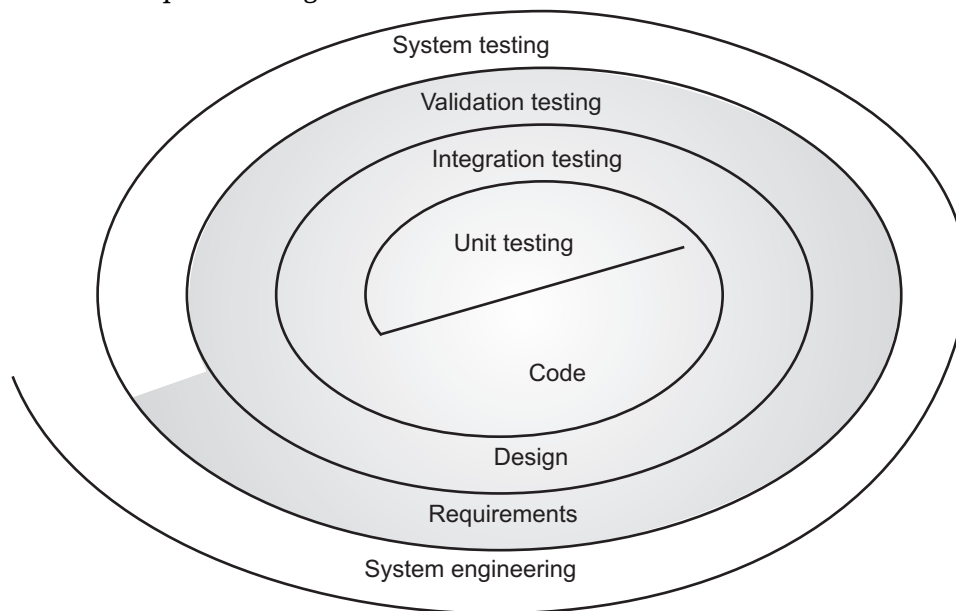 System testing
Validation testing
Integration testing
Unit testing
Code
Design
Requirements
System engineering